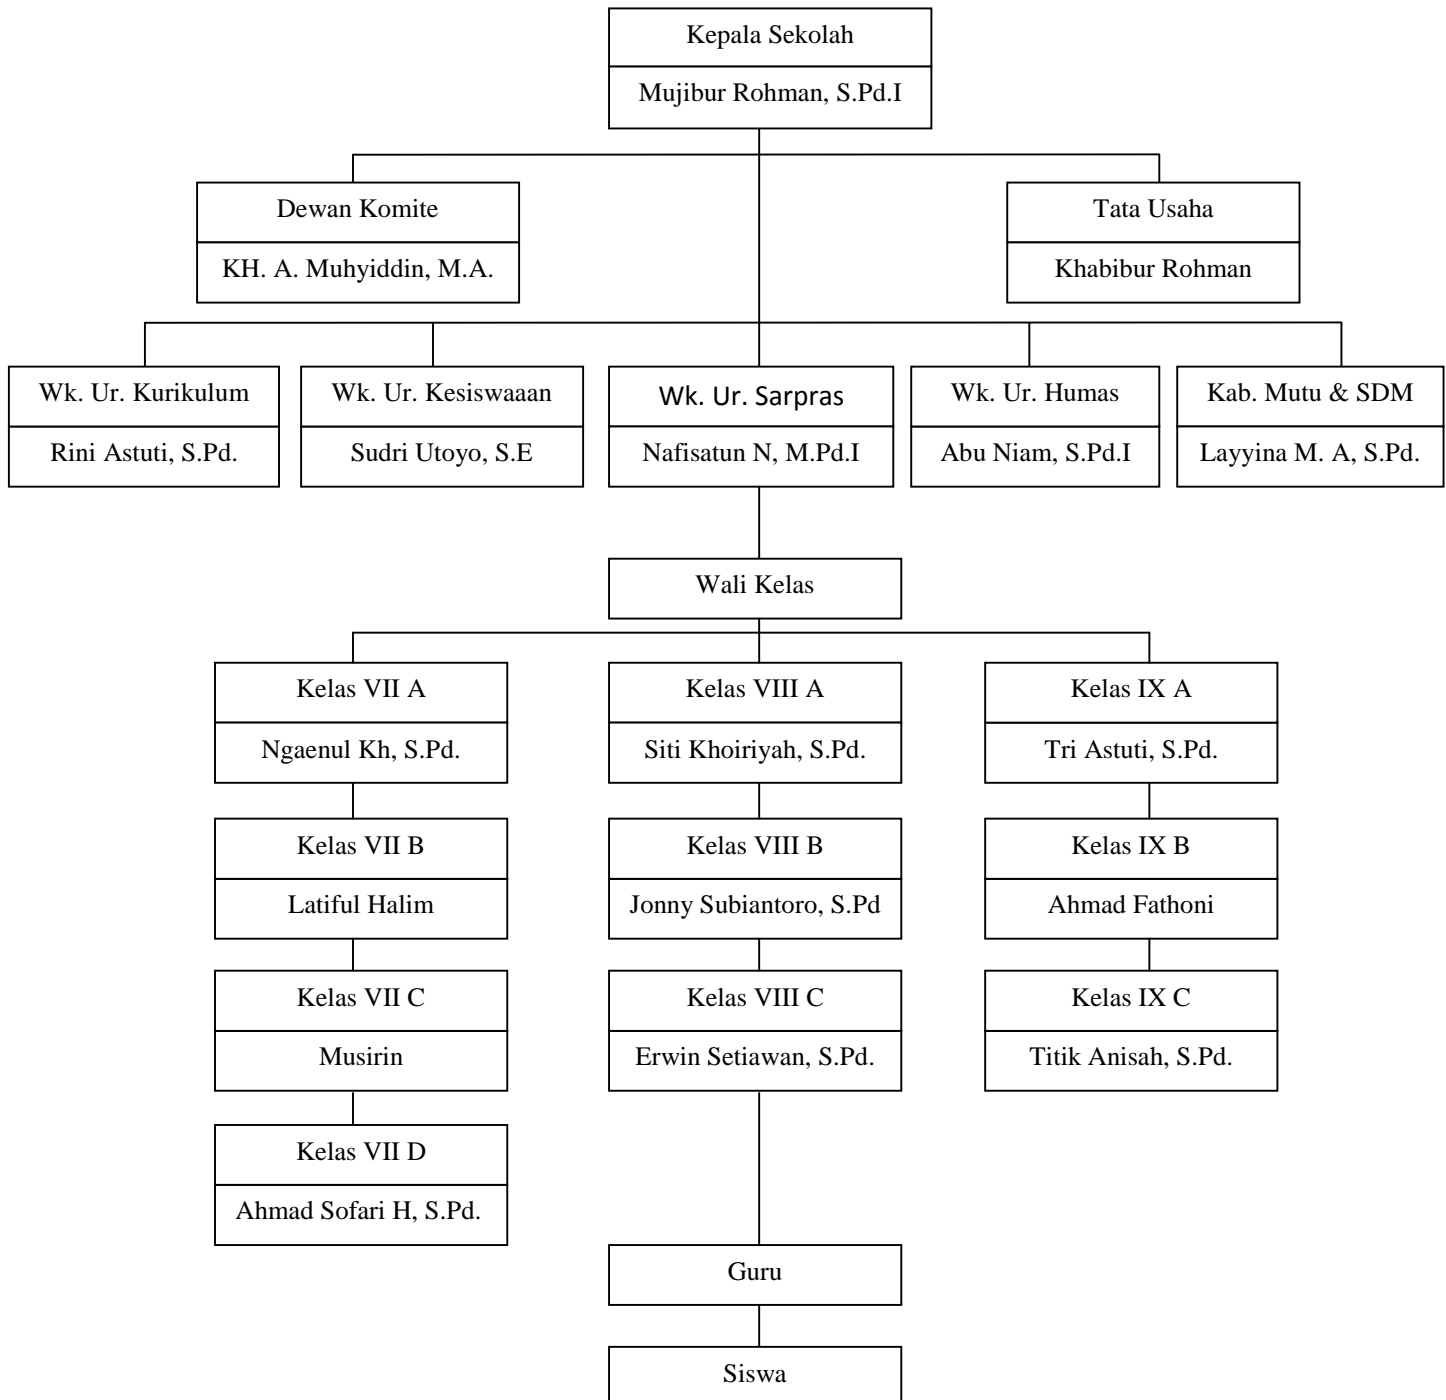 Kepala Sekolah
Mujibur Rohman, S.Pd.I
Dewan Komite
KH. A. Muhyiddin, M.A.
Tata Usaha
Khabibur Rohman
Wk. Ur. Kurikulum
Rini Astuti, S.Pd.
Wk. Ur. Kesiswaaan
Sudri Utoyo, S.E
Wk. Ur. Sarpras
Nafisatun N, M.Pd.I
Wk. Ur. Humas
Abu Niam, S.Pd.I
Kab. Mutu & SDM
Layyina M. A, S.Pd.
Wali Kelas
Kelas VII A
Ngaenul Kh, S.Pd.
Kelas VIII A
Siti Khoiriyah, S.Pd.
Kelas IX A
Tri Astuti, S.Pd.
Kelas VII B
Latiful Halim
Kelas VIII B
Jonny Subiantoro, S.Pd
Kelas IX B
Ahmad Fathoni
Kelas VII C
Musirin
Kelas VIII C
Erwin Setiawan, S.Pd.
Kelas IX C
Titik Anisah, S.Pd.
Kelas VII D
Ahmad Sofari H, S.Pd.
Guru
Siswa